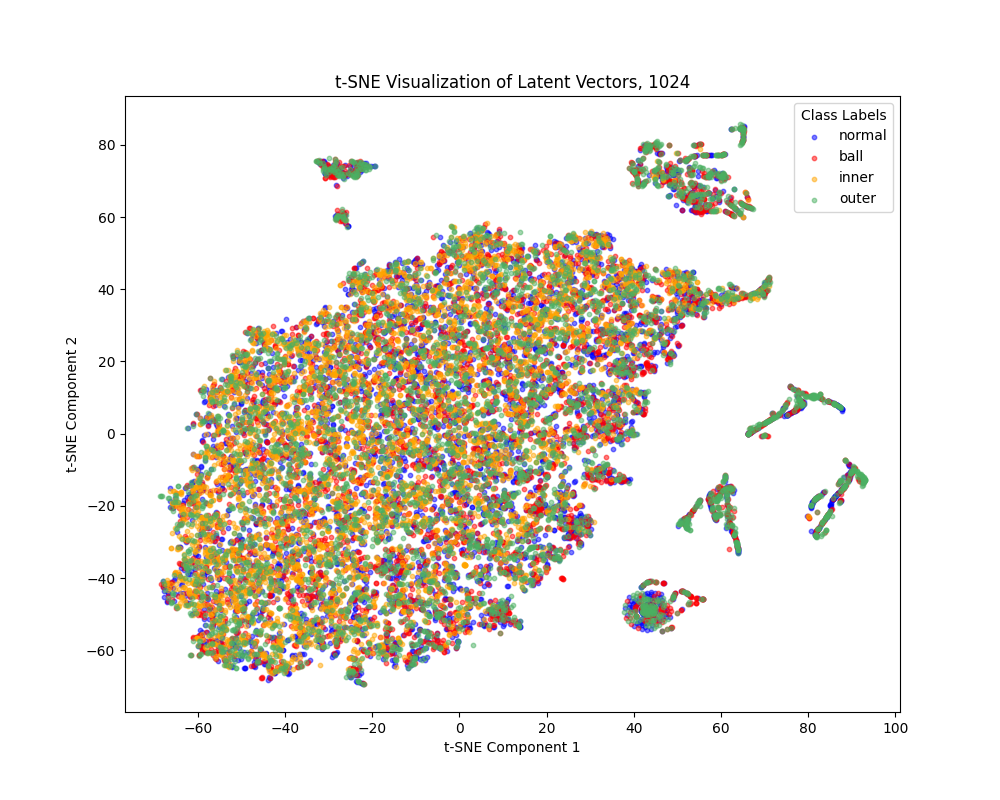 t-SNE Visualization of Latent Vectors, 1024
Class Labels
normal
ball
inner
outer
80
60
40
20
0
−20
−40
−60
t-SNE Component 2
−60
−40
−20
0
20
40
60
80
100
t-SNE Component 1